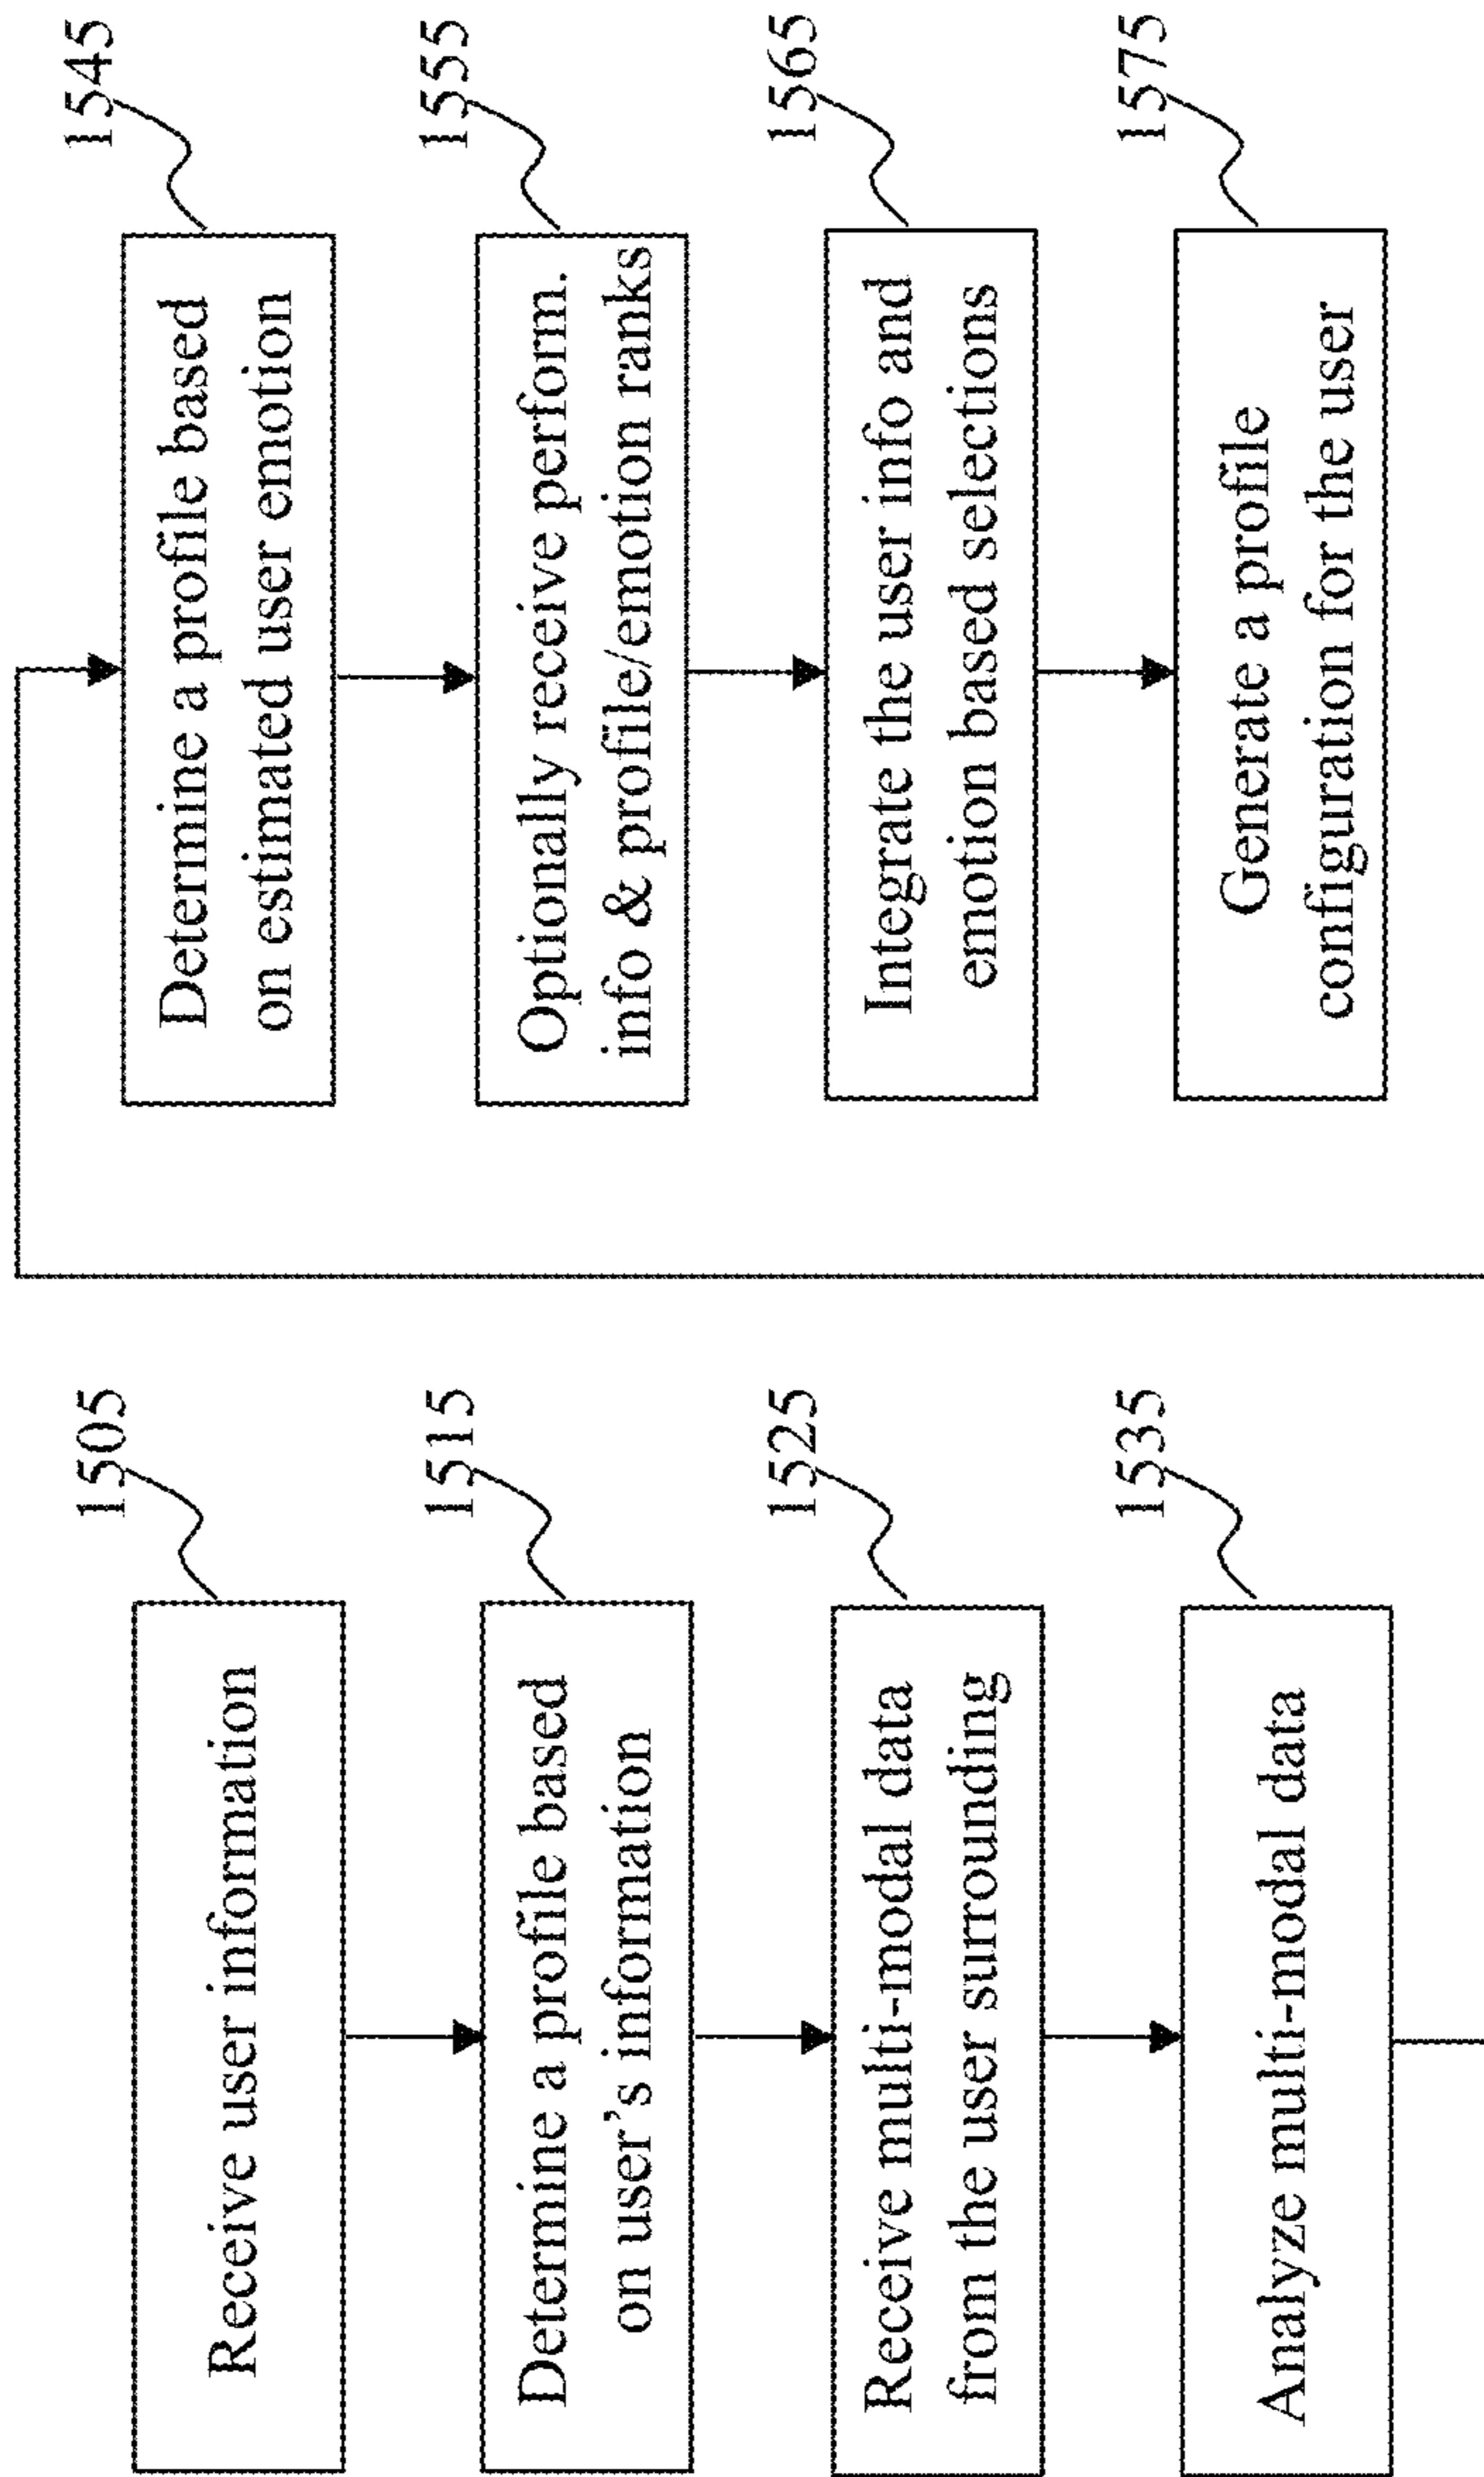 1505
Receive user information
1515
Determine a profile based
on user's information
1525
Receive multi-modal data
from the user surrounding
1535
Analyze multi-modal data
1545
Determine a profile based
on estimated user emotion
1555
Optionally receive perform.
info & profile/emotion ranks
1565
Integrate the user info and
emotion based selections
1575
Generate a profile
configuration for the user